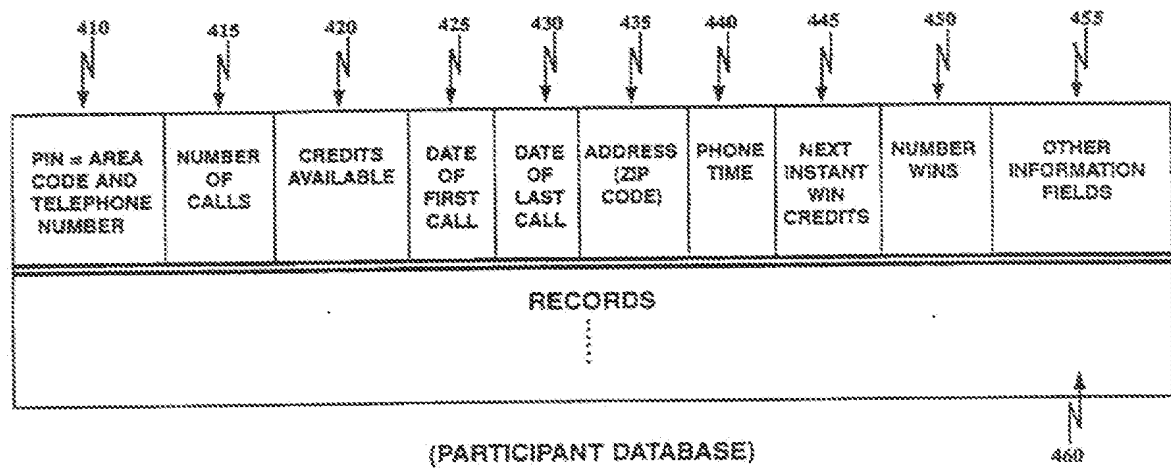 410 415 420 425 430 435 440 445 450 455
PIN = AREA
CODE AND
TELEPHONE
NUMBER
NUMBER
OF
CALLS
CREDITS
AVAILABLE
DATE
OF
FIRST
CALL
DATE
OF
LAST
CALL
ADDRESS
(ZIP
CODE)
PHONE
TIME
NEXT
INSTANT
WIN
CREDITS
NUMBER
WINS
OTHER
INFORMATION
FIELDS
RECORDS
(PARTICIPANT DATABASE)
460